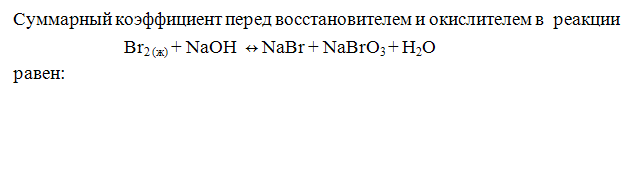 Суммарный коэффициент перед восстановителем и окислителем в реакции
Br₂ (ж) + NaOH ↔ NaBr + NaBrO₃ + H₂O
равен: